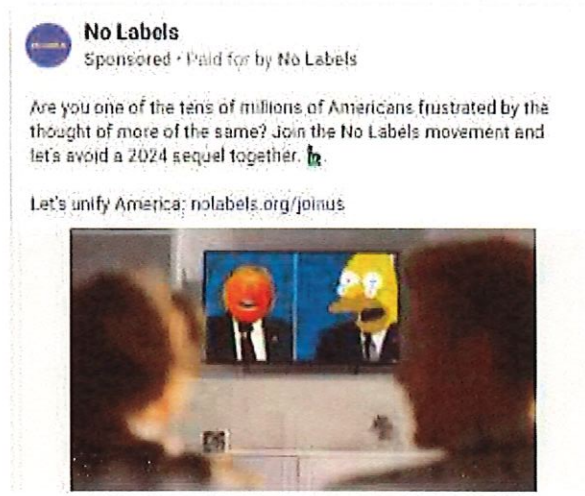 No Labels
Sponsored · Paid for by No Labels
Are you one of the tens of millions of Americans frustrated by the
thought of more of the same? Join the No Labels movement and
let's avoid a 2024 sequel together.
Let's unify America: nolabels.org/joinus